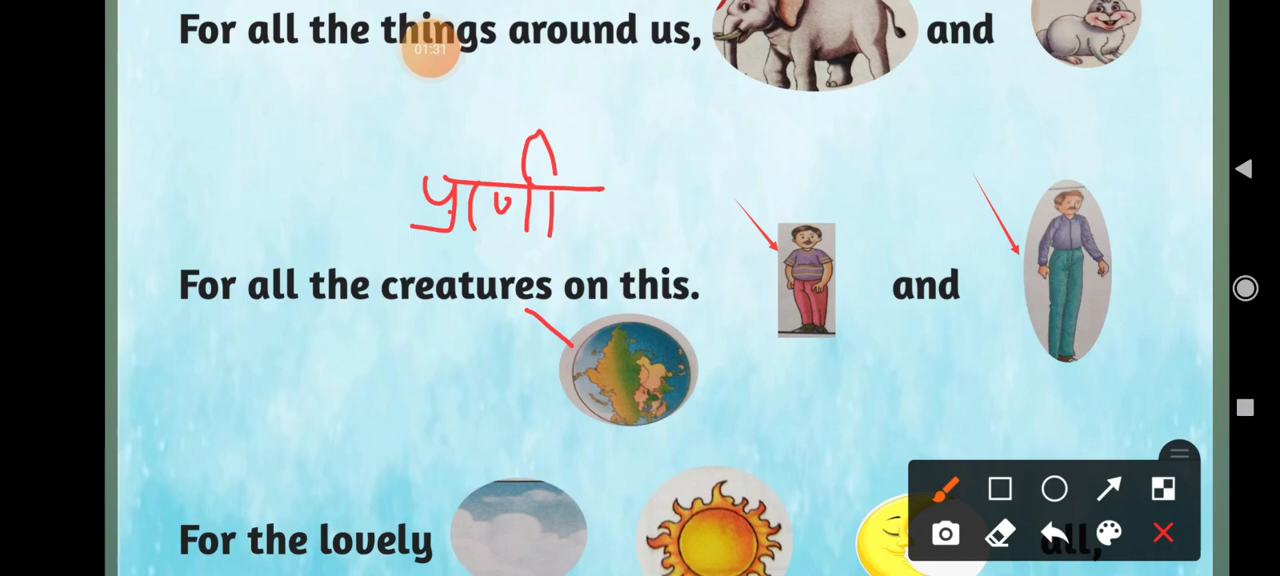 For all the things around us, and
01:31
प्राणी
For all the creatures on this. and
For the lovely all,